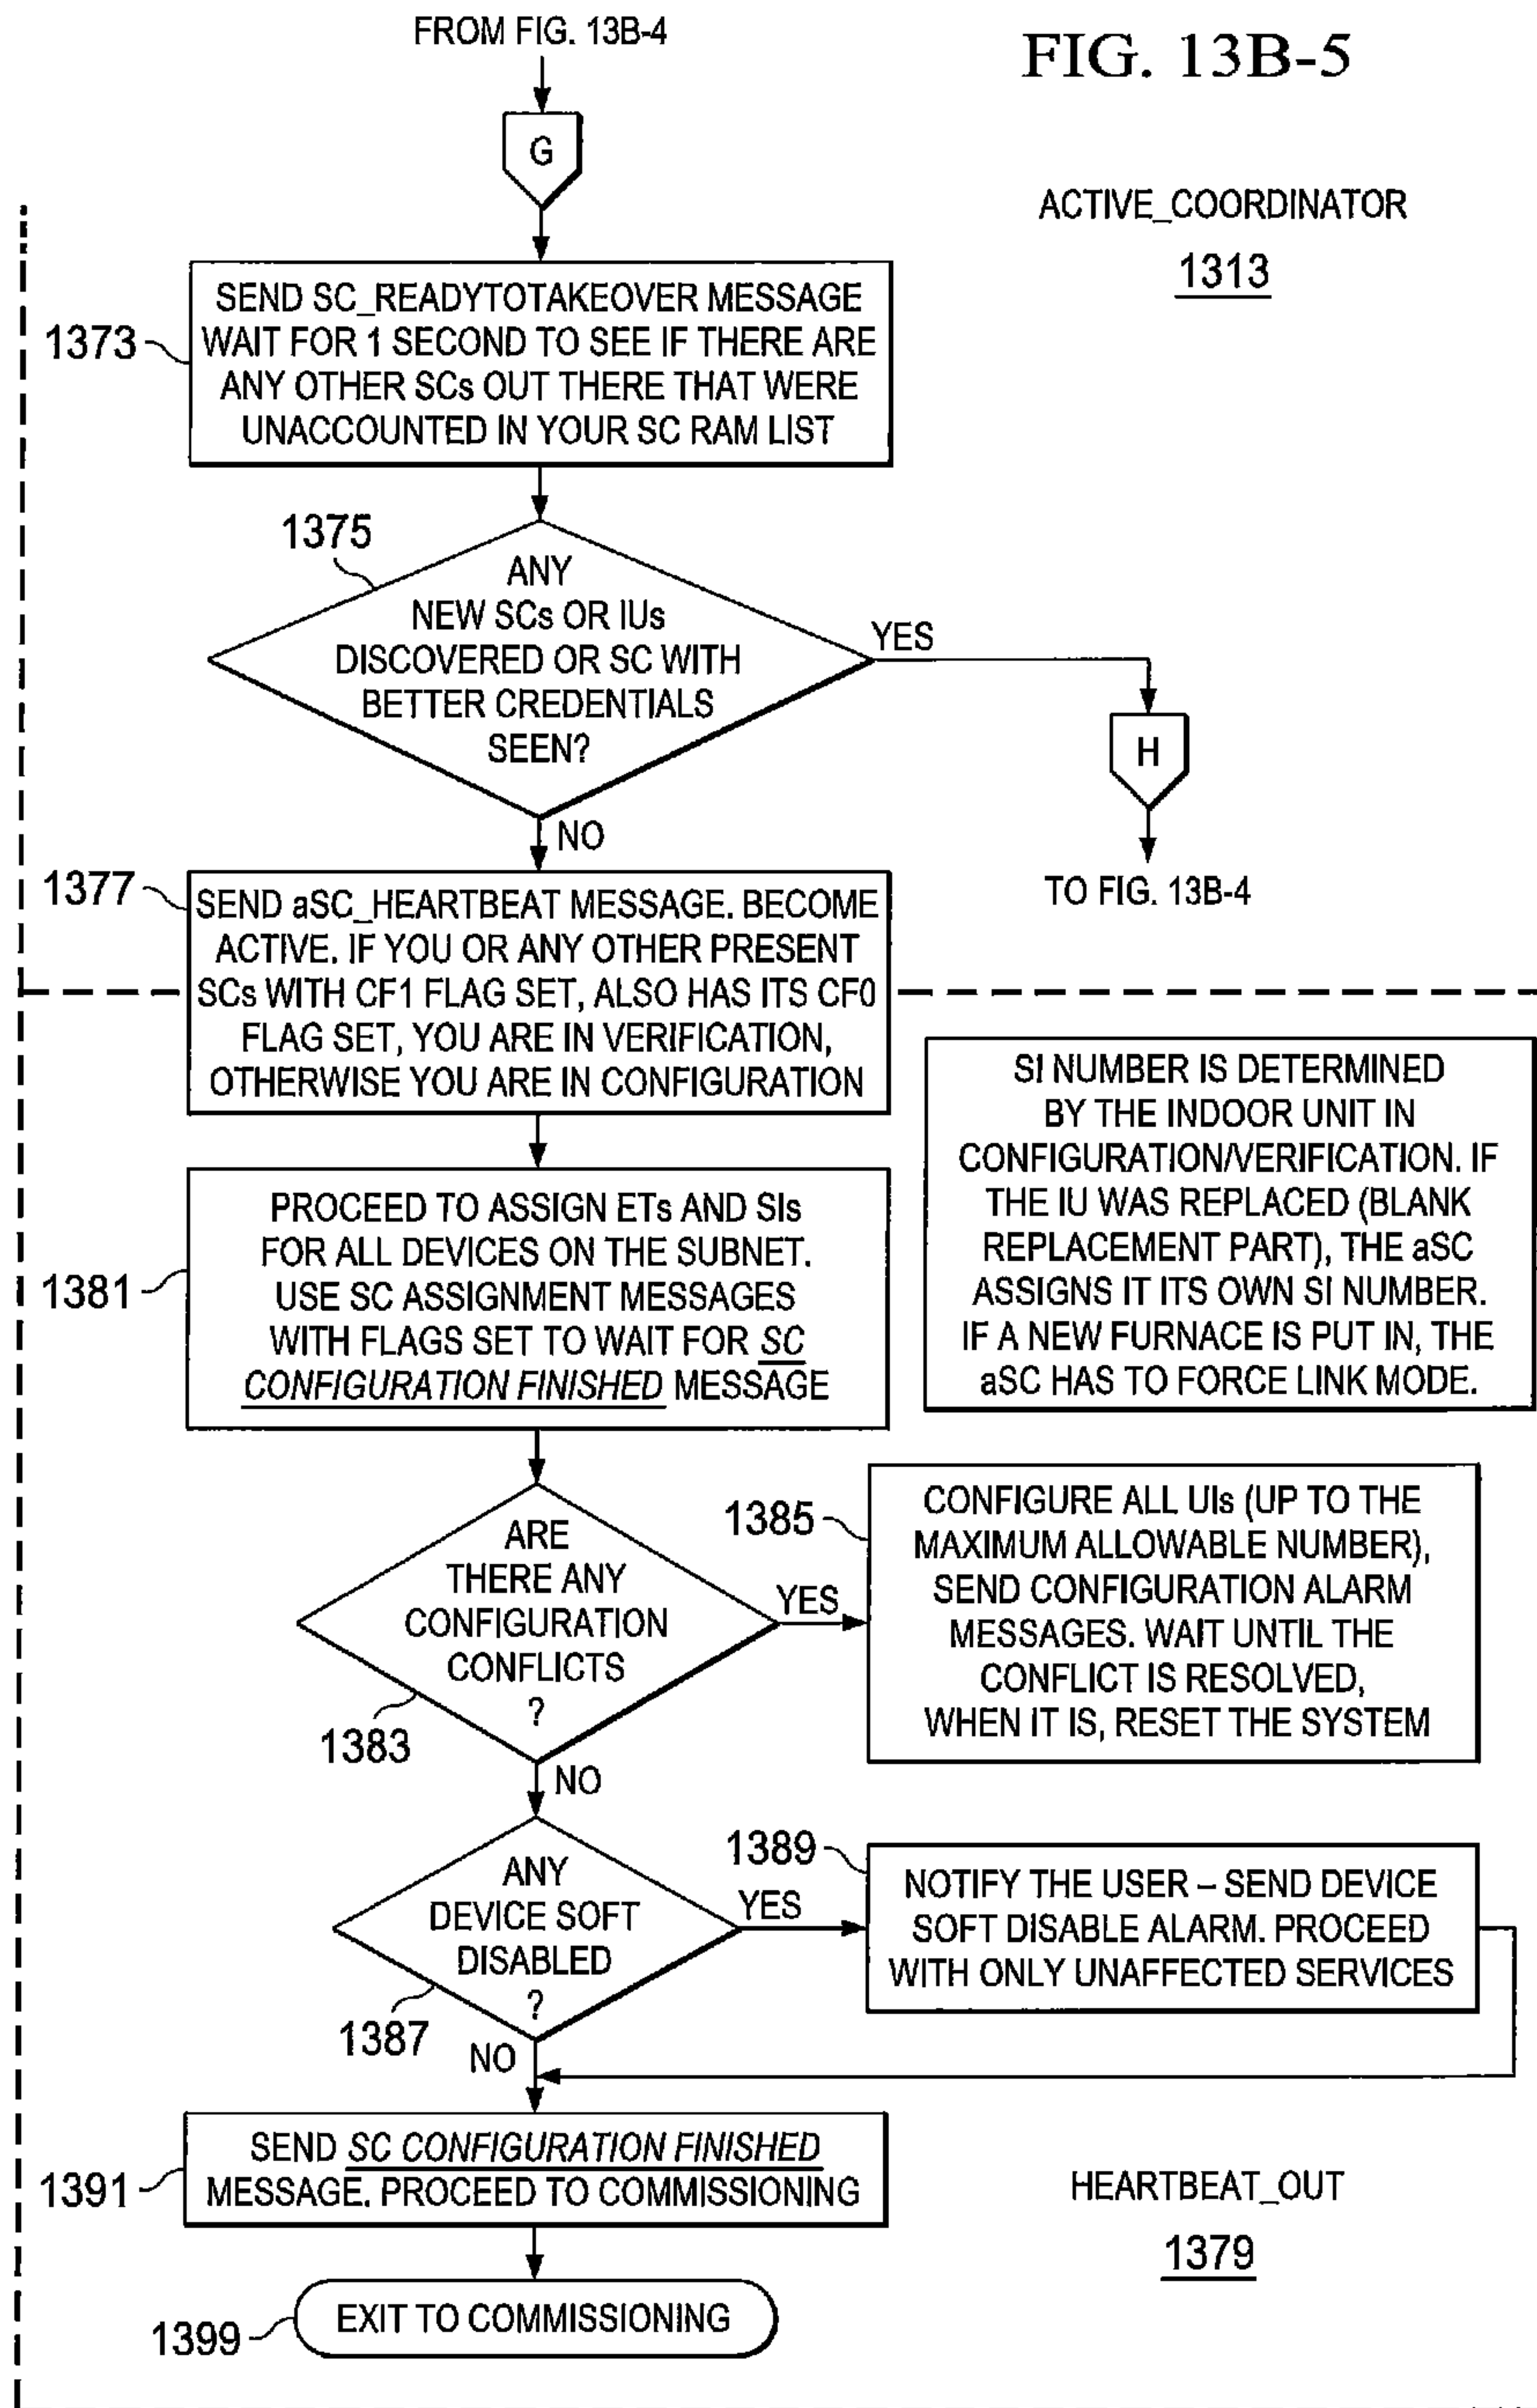 FROM FIG. 13B-4
FIG. 13B-5
G
ACTIVE_COORDINATOR
1313
1373
SEND SC_READYTOTAKEOVER MESSAGE
WAIT FOR 1 SECOND TO SEE IF THERE ARE
ANY OTHER SCs OUT THERE THAT WERE
UNACCOUNTED IN YOUR SC RAM LIST
1375
ANY
NEW SCs OR IUs
DISCOVERED OR SC WITH
BETTER CREDENTIALS
SEEN?
YES
H
TO FIG. 13B-4
NO
1377
SEND aSC_HEARTBEAT MESSAGE. BECOME
ACTIVE. IF YOU OR ANY OTHER PRESENT
SCs WITH CF1 FLAG SET, ALSO HAS ITS CF0
FLAG SET, YOU ARE IN VERIFICATION,
OTHERWISE YOU ARE IN CONFIGURATION
SI NUMBER IS DETERMINED
BY THE INDOOR UNIT IN
CONFIGURATION/VERIFICATION. IF
THE IU WAS REPLACED (BLANK
REPLACEMENT PART), THE aSC
ASSIGNS IT ITS OWN SI NUMBER.
IF A NEW FURNACE IS PUT IN, THE
aSC HAS TO FORCE LINK MODE.
1381
PROCEED TO ASSIGN ETs AND SIs
FOR ALL DEVICES ON THE SUBNET.
USE SC ASSIGNMENT MESSAGES
WITH FLAGS SET TO WAIT FOR SC
CONFIGURATION FINISHED MESSAGE
ARE
THERE ANY
CONFIGURATION
CONFLICTS
?
1383
YES
1385
CONFIGURE ALL UIs (UP TO THE
MAXIMUM ALLOWABLE NUMBER),
SEND CONFIGURATION ALARM
MESSAGES. WAIT UNTIL THE
CONFLICT IS RESOLVED,
WHEN IT IS, RESET THE SYSTEM
NO
ANY
DEVICE SOFT
DISABLED
?
1387
YES
1389
NOTIFY THE USER – SEND DEVICE
SOFT DISABLE ALARM. PROCEED
WITH ONLY UNAFFECTED SERVICES
NO
1391
SEND SC CONFIGURATION FINISHED
MESSAGE. PROCEED TO COMMISSIONING
HEARTBEAT_OUT
1379
1399
EXIT TO COMMISSIONING